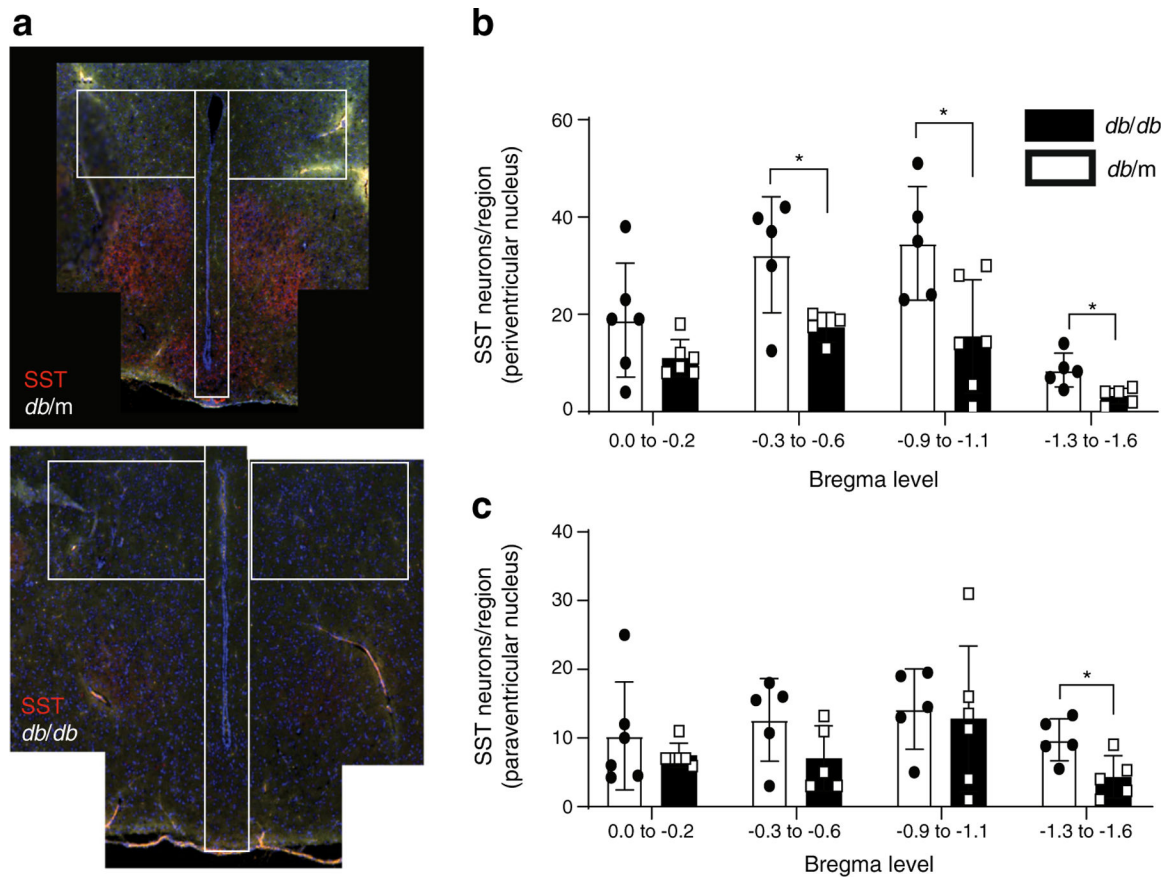 a
SST
db/m
SST
db/db
b
SST neurons/region
(periventricular nucleus)
60
40
20
0
*
*
*
db/db
db/m
0.0 to -0.2
-0.3 to -0.6
-0.9 to -1.1
-1.3 to -1.6
Bregma level
c
SST neurons/region
(paraventricular nucleus)
40
30
20
10
0
*
0.0 to -0.2
-0.3 to -0.6
-0.9 to -1.1
-1.3 to -1.6
Bregma level